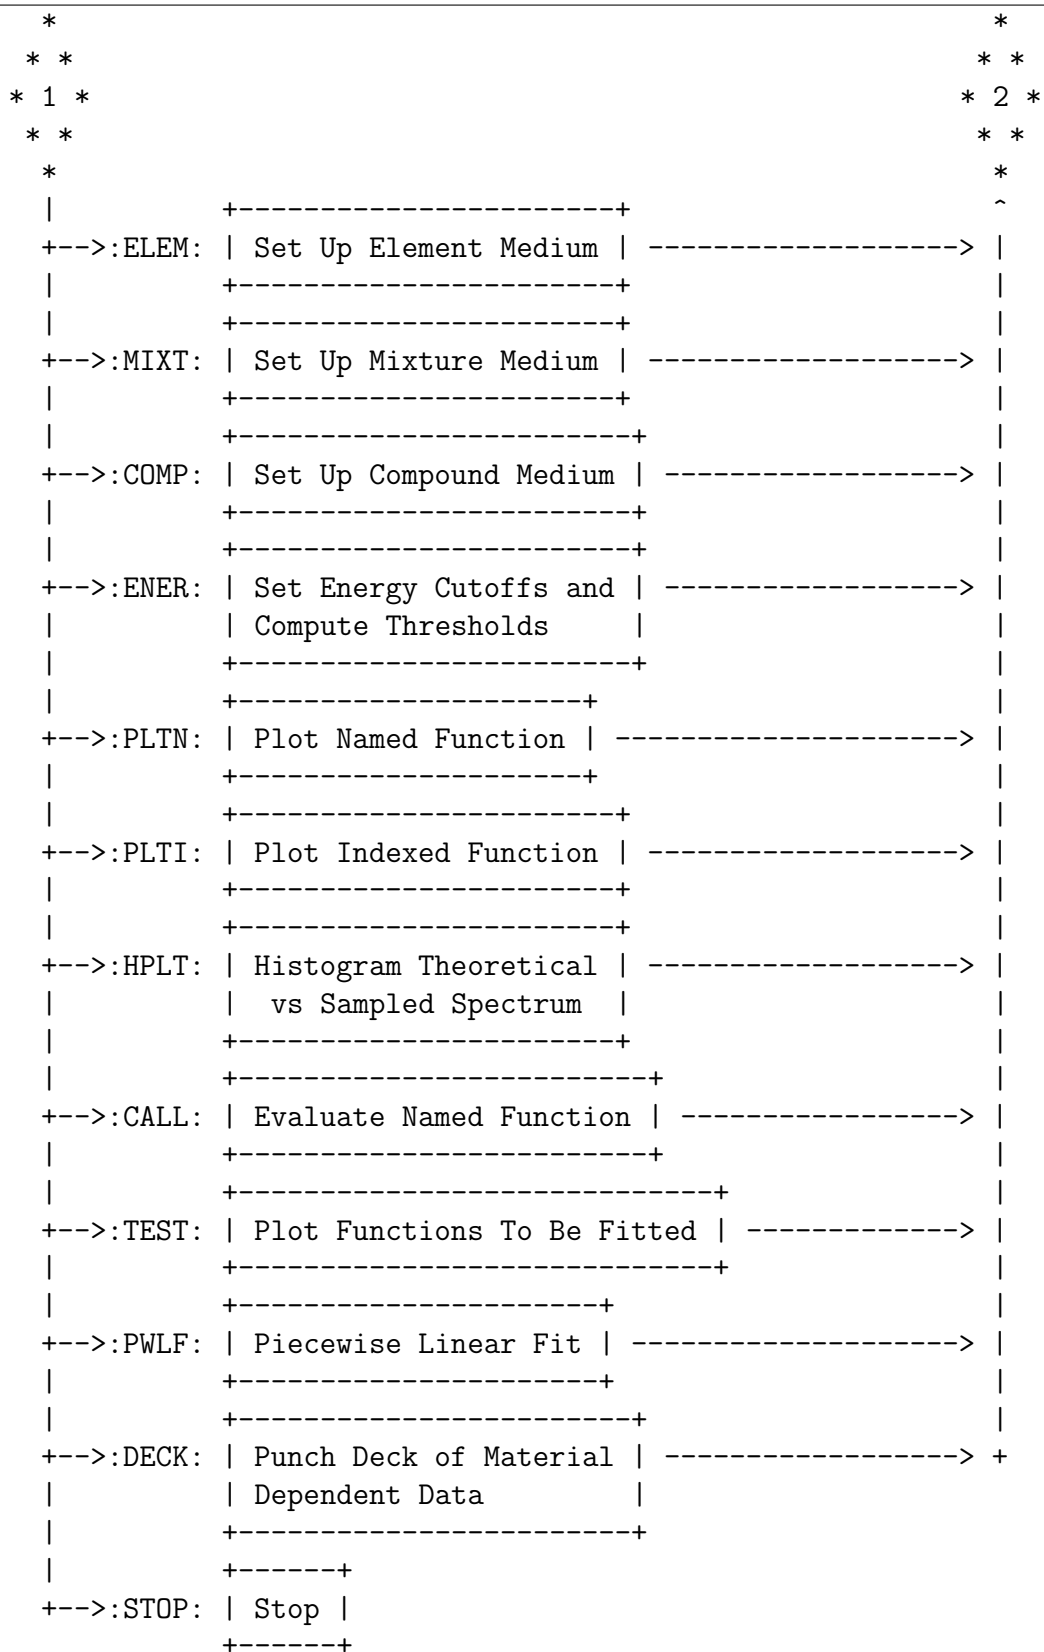 *                                                         *
 * *                                                       * *
* 1 *                                                     * 2 *
 * *                                                       * *
  *                                                         *
  |          +-----------------------+                      ^
  +-->:ELEM: | Set Up Element Medium | -------------------> |
  |          +-----------------------+                      |
  |          +-----------------------+                      |
  +-->:MIXT: | Set Up Mixture Medium | -------------------> |
  |          +-----------------------+                      |
  |          +------------------------+                     |
  +-->:COMP: | Set Up Compound Medium | ------------------> |
  |          +------------------------+                     |
  |          +------------------------+                     |
  +-->:ENER: | Set Energy Cutoffs and | ------------------> |
  |          | Compute Thresholds     |                     |
  |          +------------------------+                     |
  |          +---------------------+                        |
  +-->:PLTN: | Plot Named Function | ---------------------> |
  |          +---------------------+                        |
  |          +-----------------------+                      |
  +-->:PLTI: | Plot Indexed Function | -------------------> |
  |          +-----------------------+                      |
  |          +-----------------------+                      |
  +-->:HPLT: | Histogram Theoretical | -------------------> |
  |          |  vs Sampled Spectrum  |                      |
  |          +-----------------------+                      |
  |          +-------------------------+                    |
  +-->:CALL: | Evaluate Named Function | -----------------> |
  |          +-------------------------+                    |
  |          +-----------------------------+                |
  +-->:TEST: | Plot Functions To Be Fitted | -------------> |
  |          +-----------------------------+                |
  |          +----------------------+                       |
  +-->:PWLF: | Piecewise Linear Fit | --------------------> |
  |          +----------------------+                       |
  |          +------------------------+                     |
  +-->:DECK: | Punch Deck of Material | ------------------> +
  |          | Dependent Data         |
  |          +------------------------+
  |          +------+
  +-->:STOP: | Stop |
             +------+